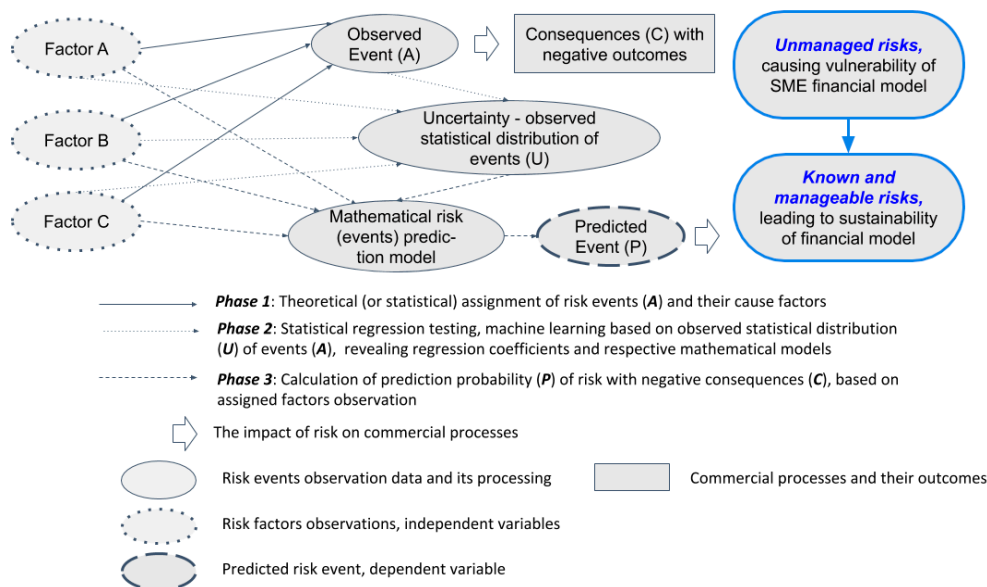 Factor A
Observed
Event (A)
Consequences (C) with
negative outcomes
Unmanaged risks,
causing vulnerability of
SME financial model
Factor B
Uncertainty - observed
statistical distribution of
events (U)
Known and
manageable risks,
leading to sustainability
of financial model
Factor C
Mathematical risk
(events) predic-
tion model
Predicted
Event (P)
Phase 1: Theoretical (or statistical) assignment of risk events (A) and their cause factors
Phase 2: Statistical regression testing, machine learning based on observed statistical distribution
(U) of events (A), revealing regression coefficients and respective mathematical models
Phase 3: Calculation of prediction probability (P) of risk with negative consequences (C), based on
assigned factors observation
The impact of risk on commercial processes
Risk events observation data and its processing
Commercial processes and their outcomes
Risk factors observations, independent variables
Predicted risk event, dependent variable